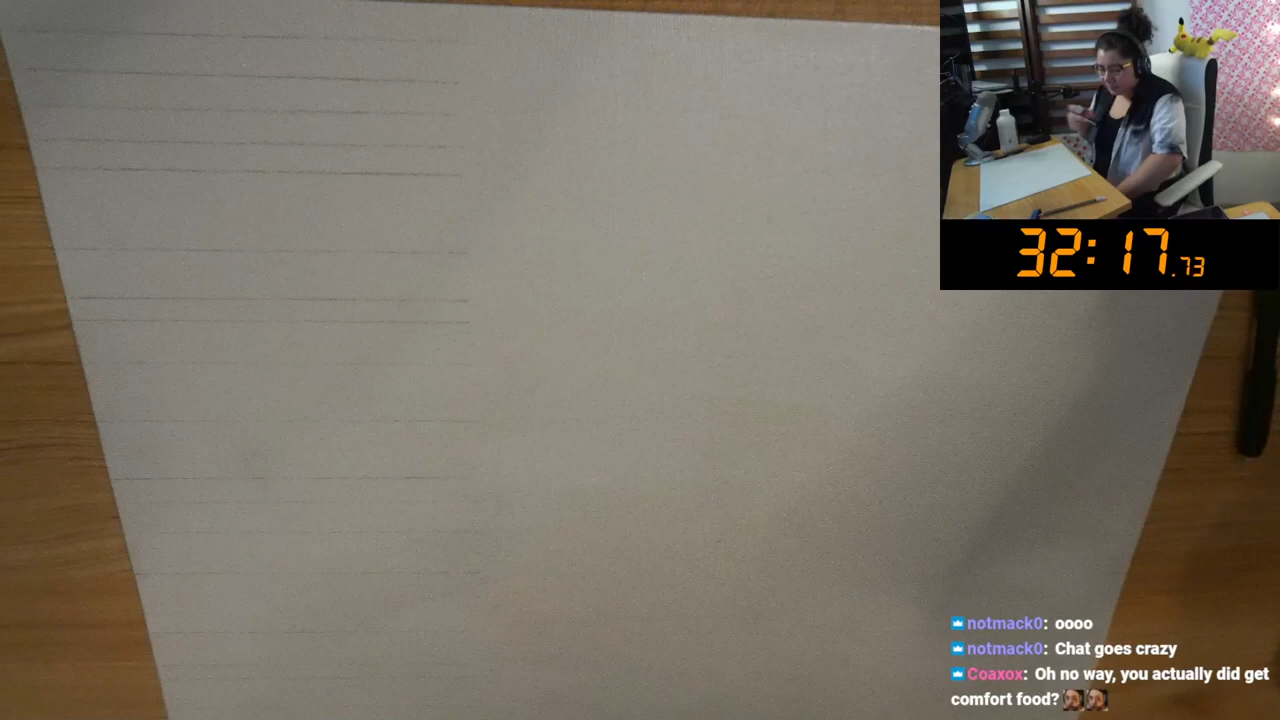 32:17.73
notmack0: oooo
notmack0: Chat goes crazy
Coaxox: Oh no way, you actually did get
comfort food?